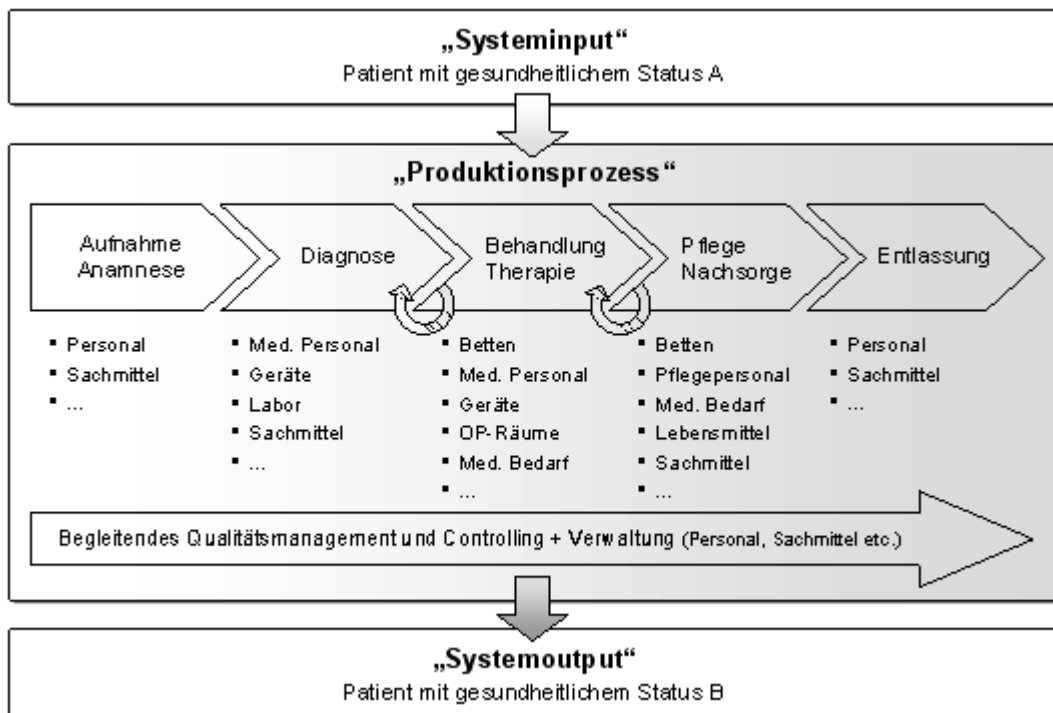 „Systeminput“
Patient mit gesundheitlichem Status A
„Produktionsprozess“
Aufnahme
Anamnese
Diagnose
Behandlung
Therapie
Pflege
Nachsorge
Entlassung
▪ Personal
▪ Sachmittel
▪ ...
▪ Med. Personal
▪ Geräte
▪ Labor
▪ Sachmittel
▪ ...
▪ Betten
▪ Med. Personal
▪ Geräte
▪ OP-Räume
▪ Med. Bedarf
▪ ...
▪ Betten
▪ Pflegepersonal
▪ Med. Bedarf
▪ Lebensmittel
▪ Sachmittel
▪ ...
▪ Personal
▪ Sachmittel
▪ ...
Begleitendes Qualitätsmanagement und Controlling + Verwaltung (Personal, Sachmittel etc.)
„Systemoutput“
Patient mit gesundheitlichem Status B